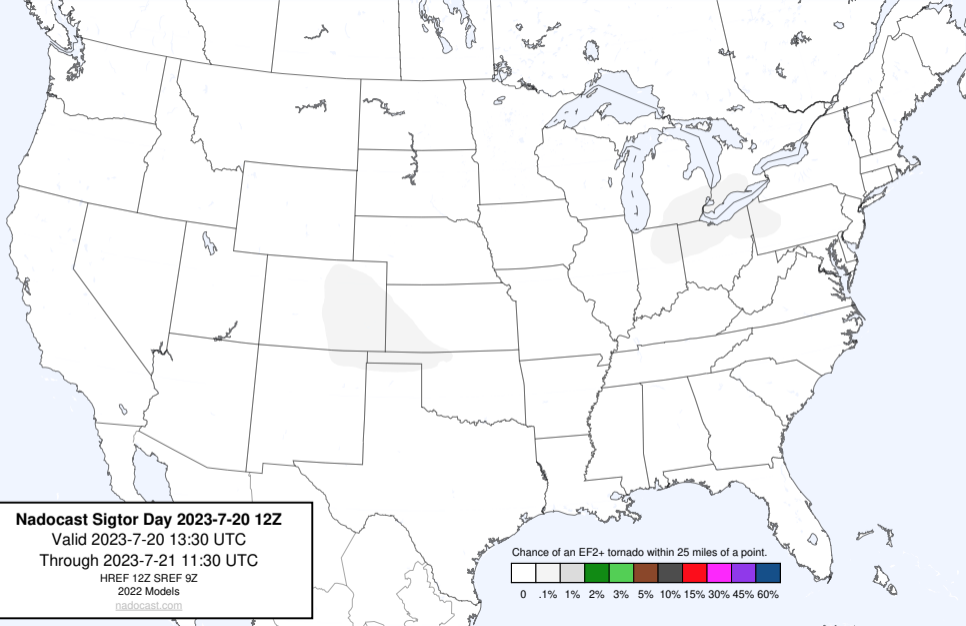 Nadocast Sigtor Day 2023-7-20 12Z
Valid 2023-7-20 13:30 UTC
Through 2023-7-21 11:30 UTC
HREF 12Z SREF 9Z
2022 Models
nadocast.com
Chance of an EF2+ tornado within 25 miles of a point.
0 .1% 1% 2% 3% 5% 10% 15% 30% 45% 60%